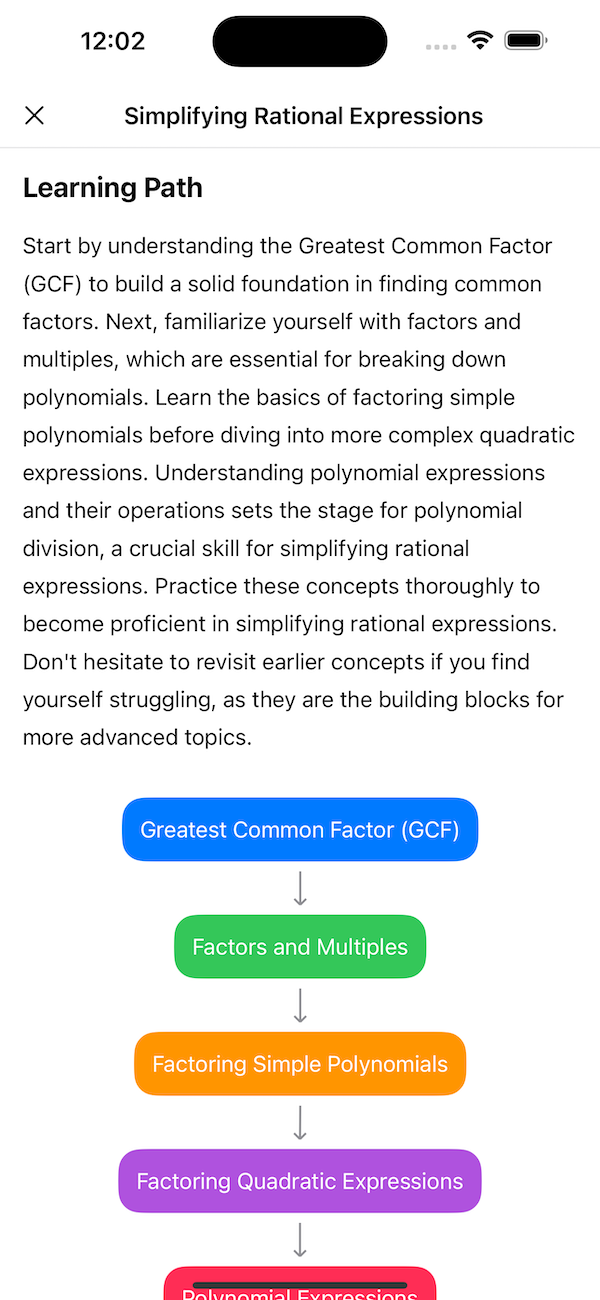 12:02
Simplifying Rational Expressions
Learning Path
Start by understanding the Greatest Common Factor
(GCF) to build a solid foundation in finding common
factors. Next, familiarize yourself with factors and
multiples, which are essential for breaking down
polynomials. Learn the basics of factoring simple
polynomials before diving into more complex quadratic
expressions. Understanding polynomial expressions
and their operations sets the stage for polynomial
division, a crucial skill for simplifying rational
expressions. Practice these concepts thoroughly to
become proficient in simplifying rational expressions.
Don't hesitate to revisit earlier concepts if you find
yourself struggling, as they are the building blocks for
more advanced topics.
Greatest Common Factor (GCF)
Factors and Multiples
Factoring Simple Polynomials
Factoring Quadratic Expressions
Polynomial Expressions